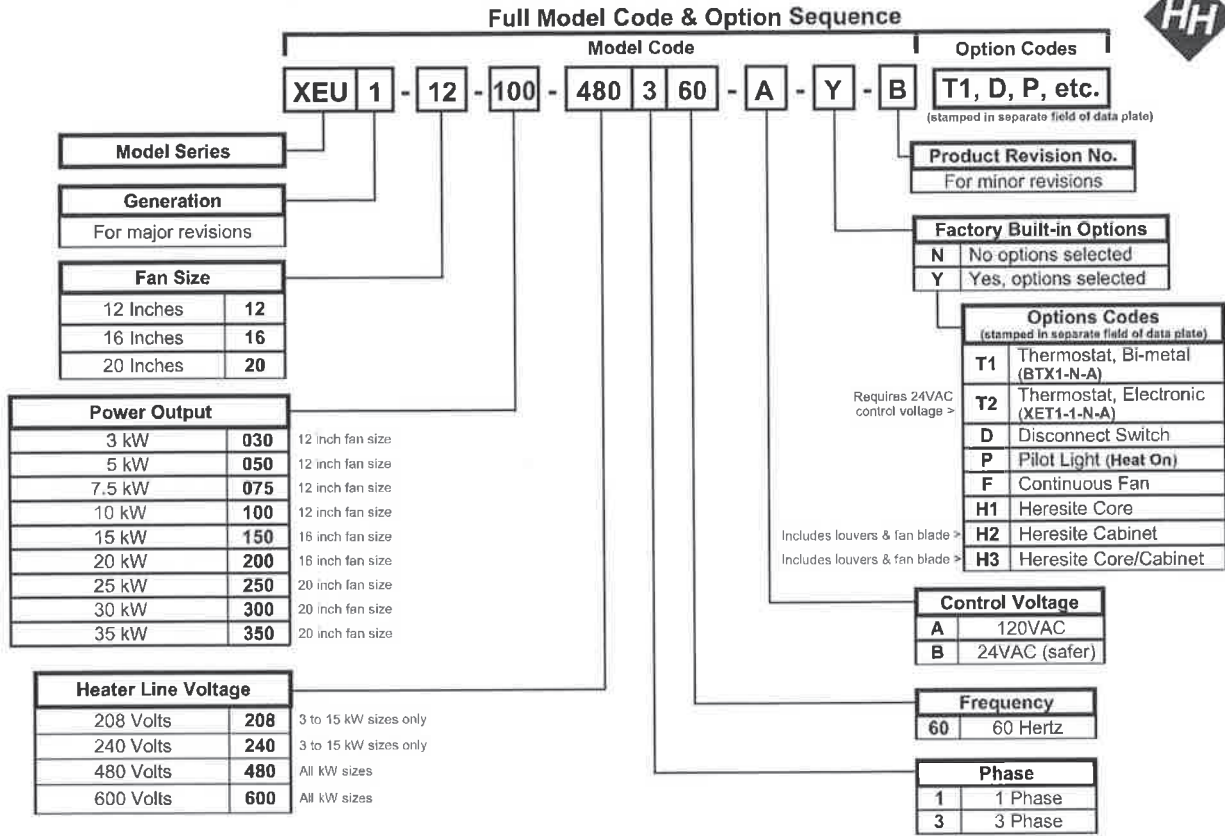 Full Model Code & Option Sequence
HH
Model Code
Option Codes
XEU 1 - 12 - 100 - 480 3 60 - A - Y - B T1, D, P, etc.
(stamped in separate field of data plate)
Model Series
Generation
For major revisions
Fan Size
12 Inches 12
16 Inches 16
20 Inches 20
Power Output
3 kW 030 12 inch fan size
5 kW 050 12 inch fan size
7.5 kW 075 12 inch fan size
10 kW 100 12 inch fan size
15 kW 150 16 inch fan size
20 kW 200 16 inch fan size
25 kW 250 20 inch fan size
30 kW 300 20 inch fan size
35 kW 350 20 inch fan size
Heater Line Voltage
208 Volts 208 3 to 15 kW sizes only
240 Volts 240 3 to 15 kW sizes only
480 Volts 480 All kW sizes
600 Volts 600 All kW sizes
Product Revision No.
For minor revisions
Factory Built-in Options
N No options selected
Y Yes, options selected
Options Codes
(stamped in separate field of data plate)
T1 Thermostat, Bi-metal
(BTX1-N-A)
Requires 24VAC
control voltage >
T2 Thermostat, Electronic
(XET1-1-N-A)
D Disconnect Switch
P Pilot Light (Heat On)
F Continuous Fan
H1 Heresite Core
Includes louvers & fan blade > H2 Heresite Cabinet
Includes louvers & fan blade > H3 Heresite Core/Cabinet
Control Voltage
A 120VAC
B 24VAC (safer)
Frequency
60 60 Hertz
Phase
1 1 Phase
3 3 Phase